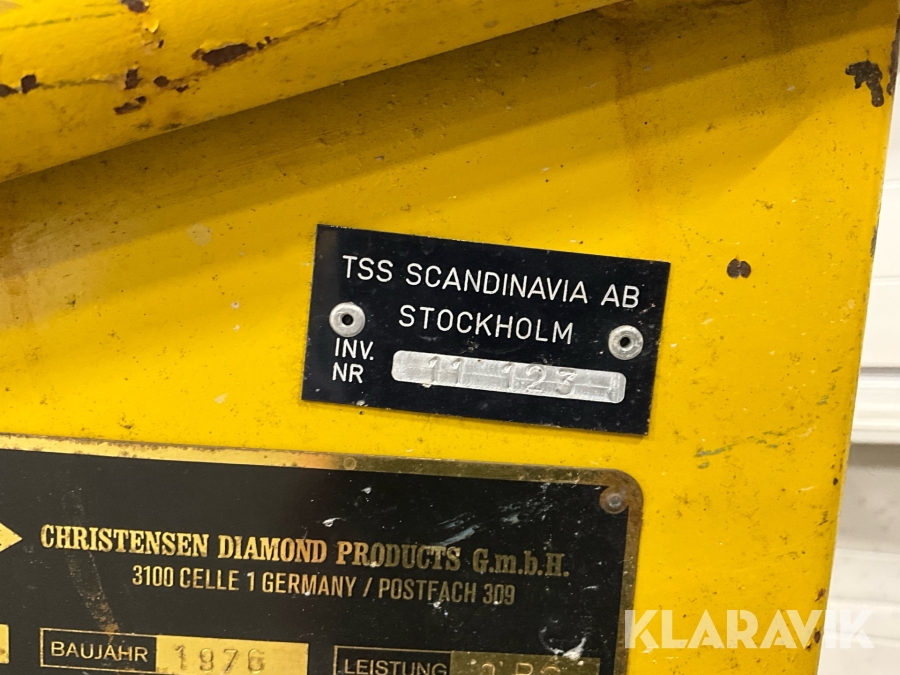 TSS SCANDINAVIA AB
STOCKHOLM
INV.
NR 11 123
CHRISTENSEN DIAMOND PRODUCTS G.m.b.H.
3100 CELLE 1 GERMANY / POSTFACH 309
BAUJAHR 1976 LEISTUNG
KLARAVIK